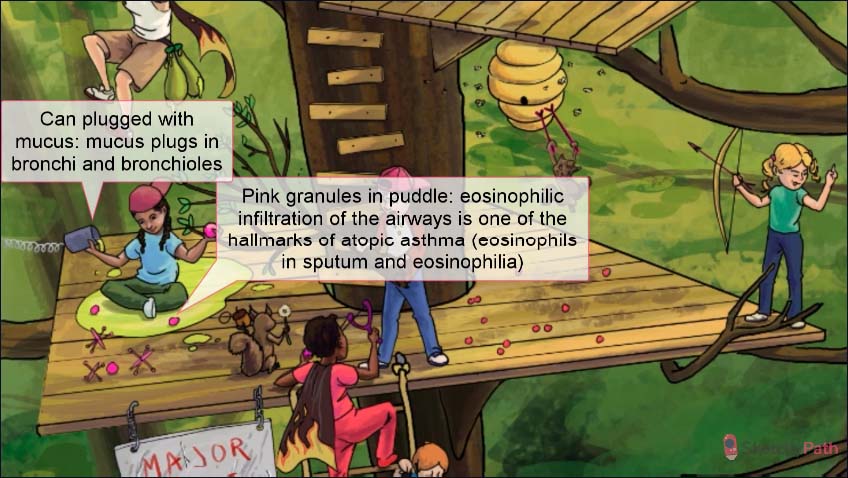 Can plugged with
mucus: mucus plugs in
bronchi and bronchioles
Pink granules in puddle: eosinophilic
infiltration of the airways is one of the
hallmarks of atopic asthma (eosinophils
in sputum and eosinophilia)
MAJOR
SketchyPath